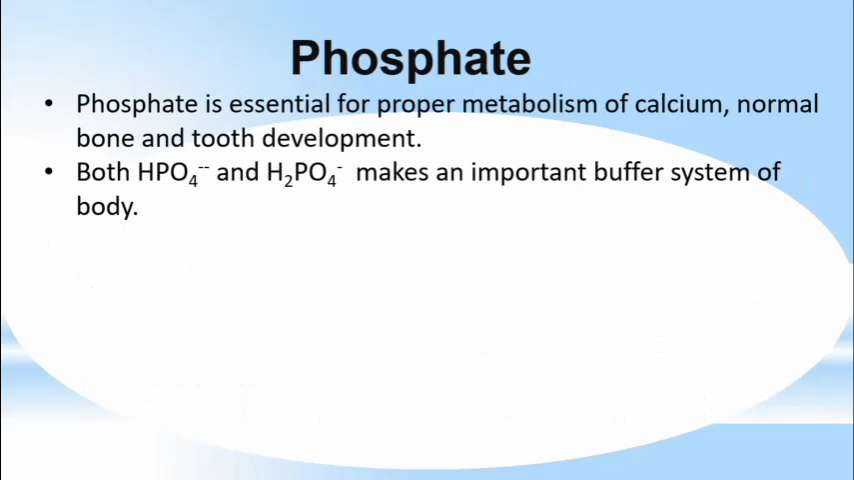 Phosphate
• Phosphate is essential for proper metabolism of calcium, normal
bone and tooth development.
• Both HPO₄⁻⁻ and H₂PO₄⁻ makes an important buffer system of
body.